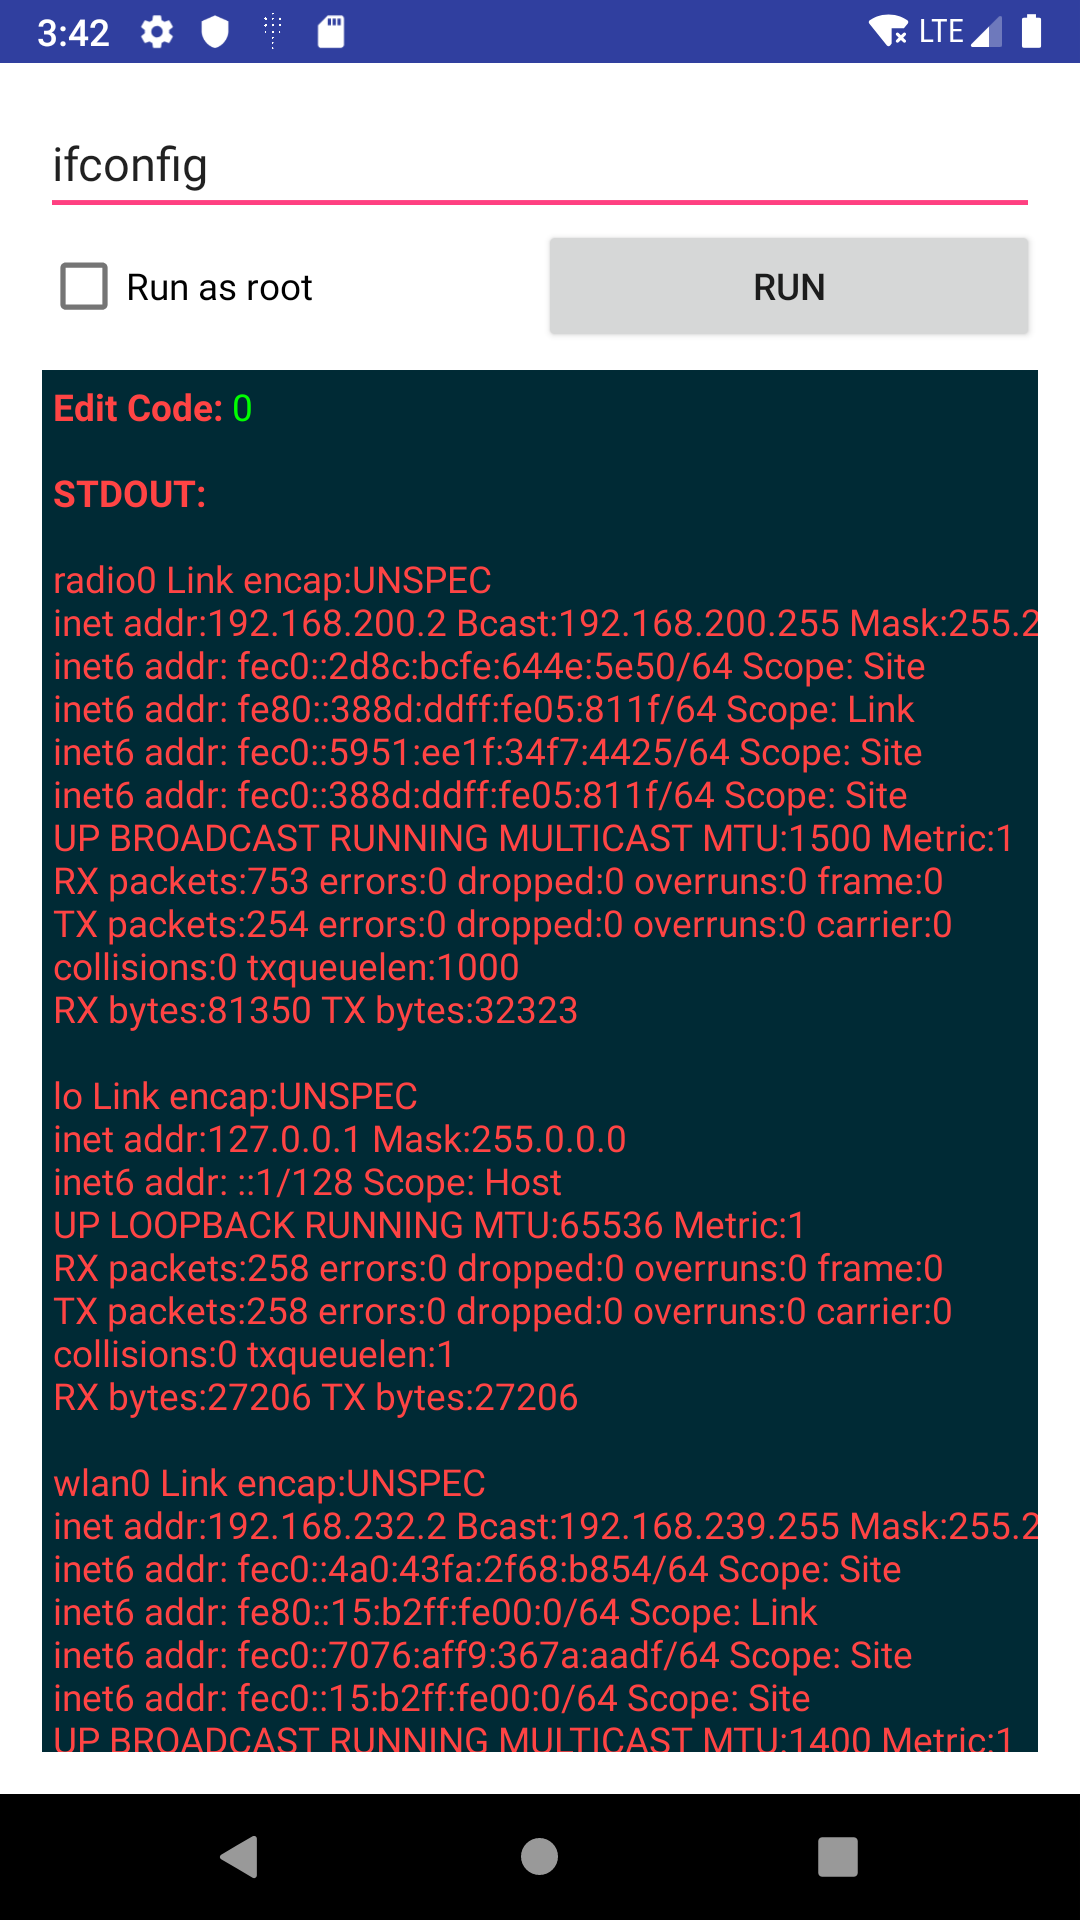 3:42 LTE
ifconfig
Run as root
RUN
Edit Code: 0
STDOUT:
radio0 Link encap:UNSPEC
inet addr:192.168.200.2 Bcast:192.168.200.255 Mask:255.2
inet6 addr: fec0::2d8c:bcfe:644e:5e50/64 Scope: Site
inet6 addr: fe80::388d:ddff:fe05:811f/64 Scope: Link
inet6 addr: fec0::5951:ee1f:34f7:4425/64 Scope: Site
inet6 addr: fec0::388d:ddff:fe05:811f/64 Scope: Site
UP BROADCAST RUNNING MULTICAST MTU:1500 Metric:1
RX packets:753 errors:0 dropped:0 overruns:0 frame:0
TX packets:254 errors:0 dropped:0 overruns:0 carrier:0
collisions:0 txqueuelen:1000
RX bytes:81350 TX bytes:32323
lo Link encap:UNSPEC
inet addr:127.0.0.1 Mask:255.0.0.0
inet6 addr: ::1/128 Scope: Host
UP LOOPBACK RUNNING MTU:65536 Metric:1
RX packets:258 errors:0 dropped:0 overruns:0 frame:0
TX packets:258 errors:0 dropped:0 overruns:0 carrier:0
collisions:0 txqueuelen:1
RX bytes:27206 TX bytes:27206
wlan0 Link encap:UNSPEC
inet addr:192.168.232.2 Bcast:192.168.239.255 Mask:255.2
inet6 addr: fec0::4a0:43fa:2f68:b854/64 Scope: Site
inet6 addr: fe80::15:b2ff:fe00:0/64 Scope: Link
inet6 addr: fec0::7076:aff9:367a:aadf/64 Scope: Site
inet6 addr: fec0::15:b2ff:fe00:0/64 Scope: Site
UP BROADCAST RUNNING MULTICAST MTU:1400 Metric:1